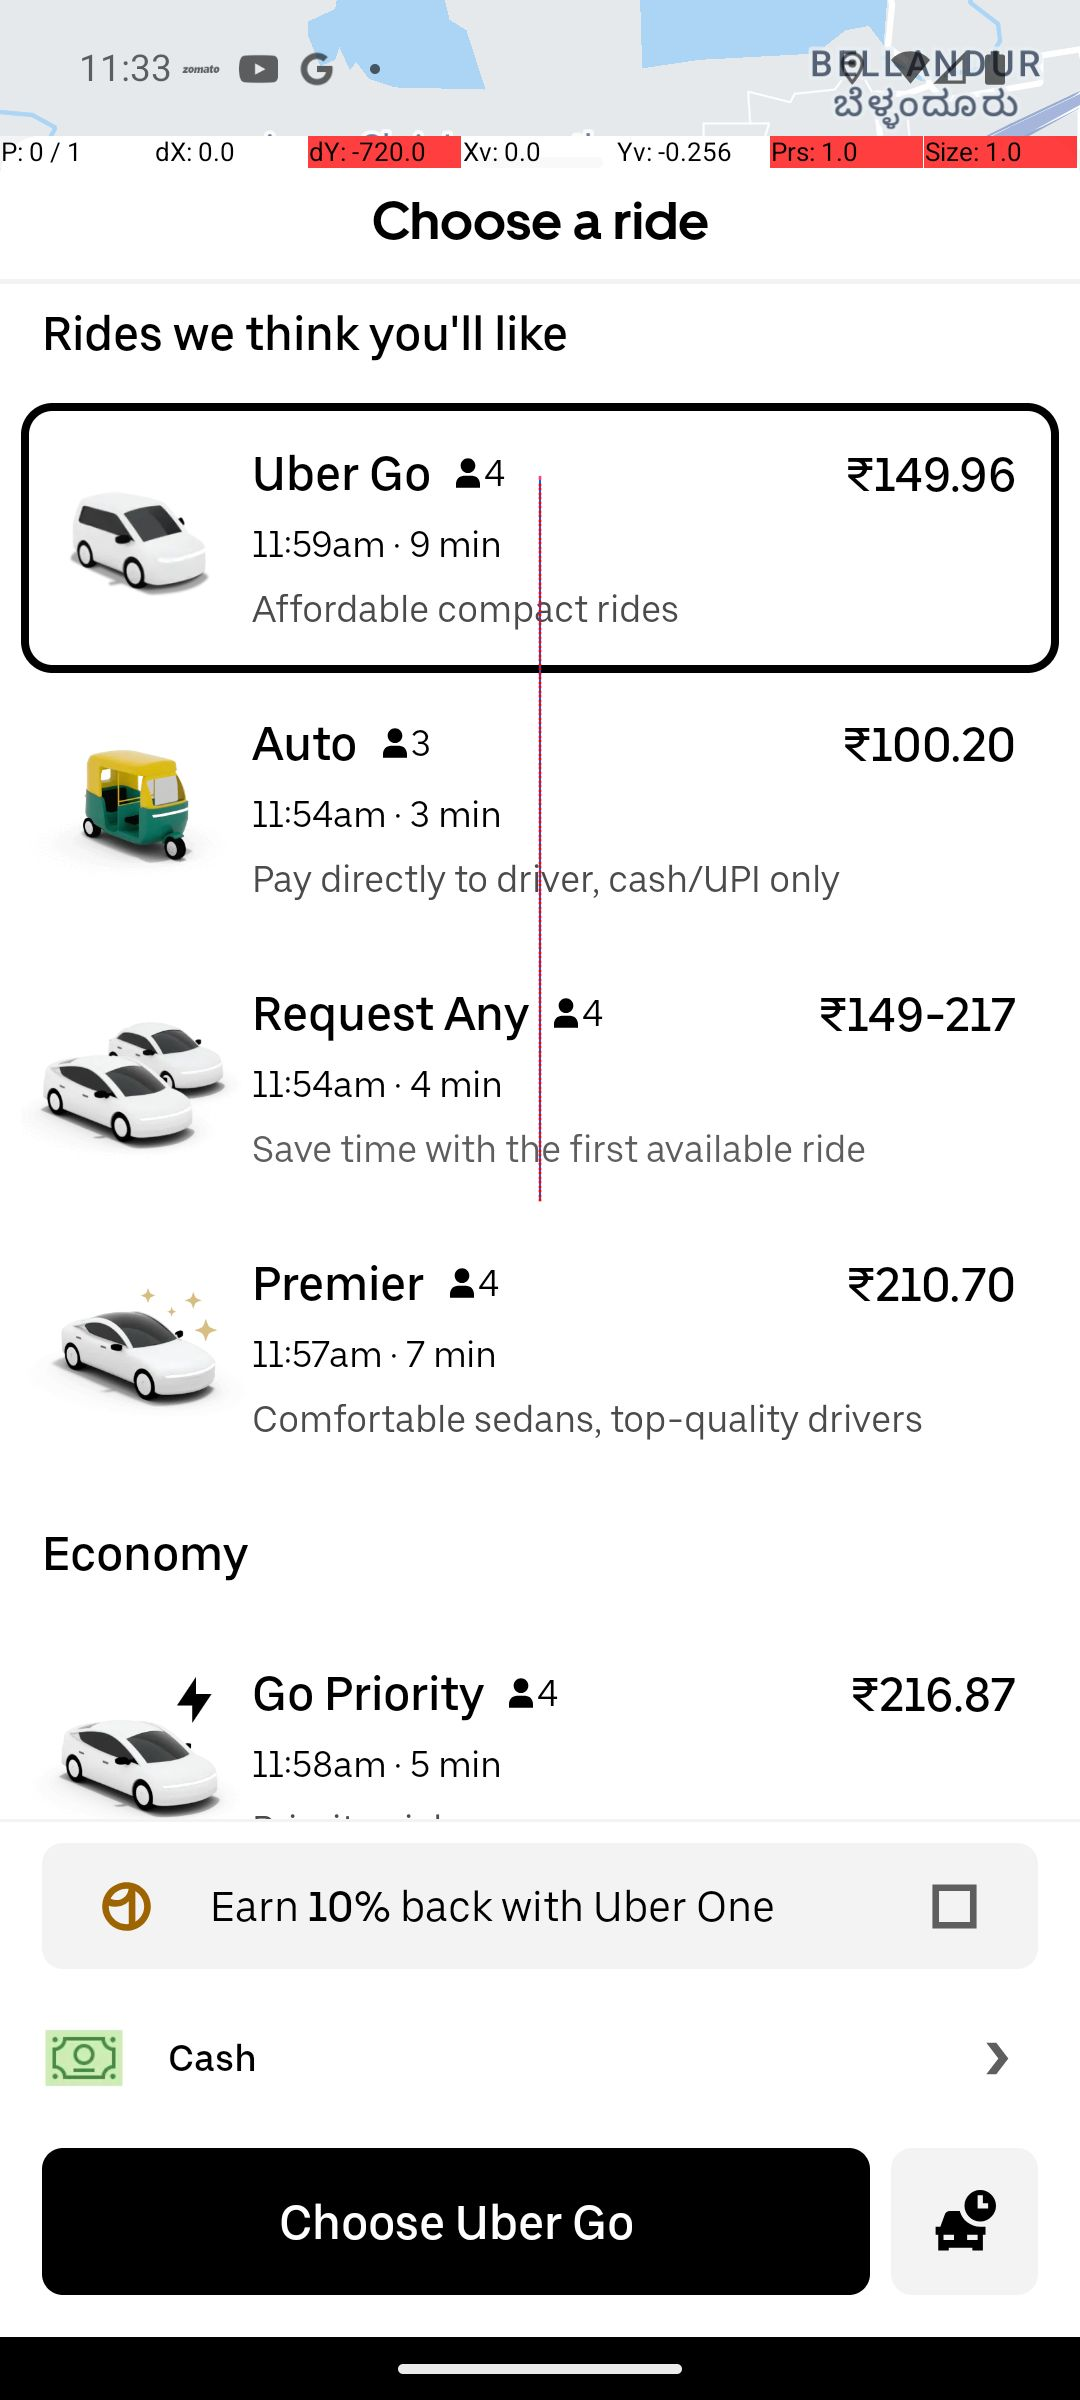 11:33 zomato
BELLANDUR
ಬೆಳ್ಳಂದೂರು
P: 0 / 1 dX: 0.0 dY: -720.0 Xv: 0.0 Yv: -0.256 Prs: 1.0 Size: 1.0
Choose a ride
Rides we think you'll like
Uber Go 4 ₹149.96
11:59am · 9 min
Affordable compact rides
Auto 3 ₹100.20
11:54am · 3 min
Pay directly to driver, cash/UPI only
Request Any 4 ₹149-217
11:54am · 4 min
Save time with the first available ride
Premier 4 ₹210.70
11:57am · 7 min
Comfortable sedans, top-quality drivers
Economy
Go Priority 4 ₹216.87
11:58am · 5 min
Earn 10% back with Uber One
Cash
Choose Uber Go